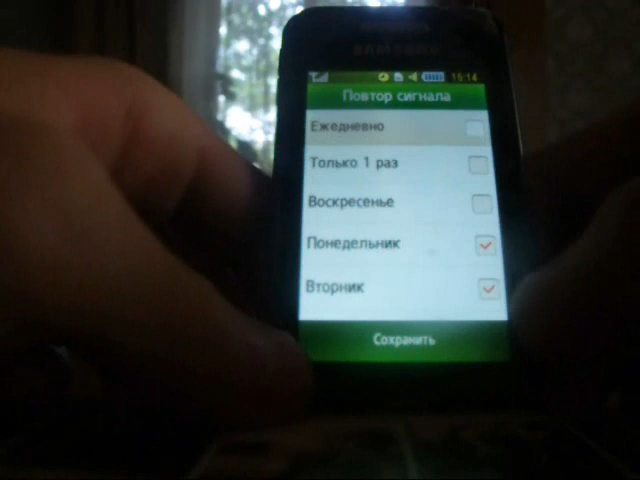 SAMSUNG
15:14
Повтор сигнала
Ежедневно
Только 1 раз
Воскресенье
Понедельник
Вторник
Сохранить